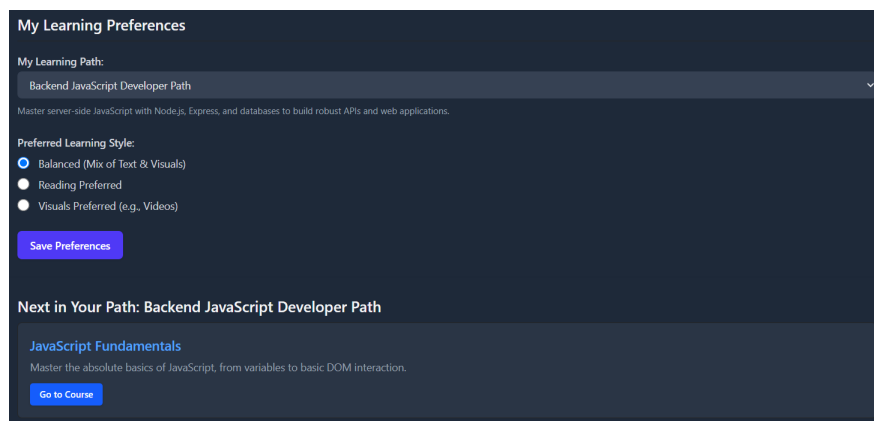 My Learning Preferences
My Learning Path:
Backend JavaScript Developer Path
Master server-side JavaScript with Node.js, Express, and databases to build robust APIs and web applications.
Preferred Learning Style:
Balanced (Mix of Text & Visuals)
Reading Preferred
Visuals Preferred (e.g., Videos)
Save Preferences
Next in Your Path: Backend JavaScript Developer Path
JavaScript Fundamentals
Master the absolute basics of JavaScript, from variables to basic DOM interaction.
Go to Course